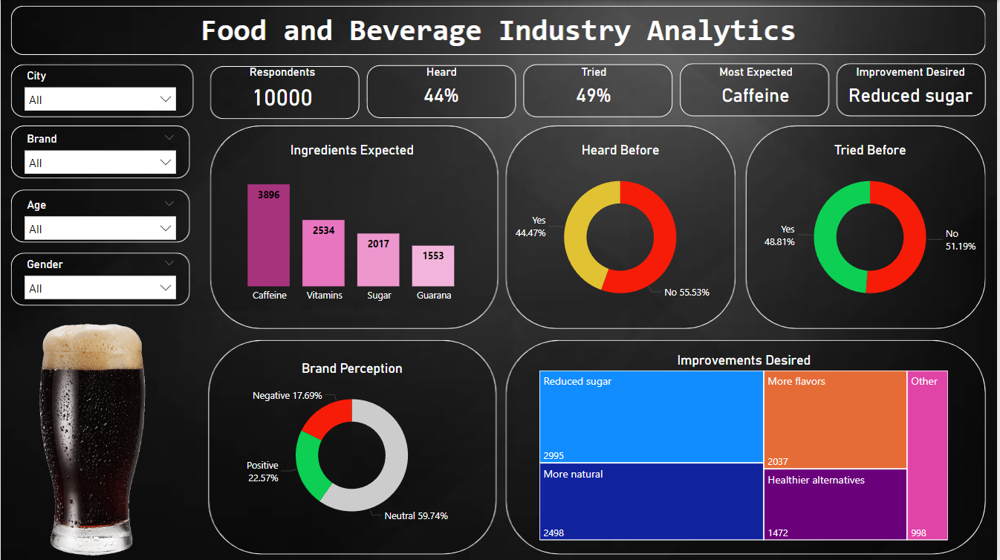 Food and Beverage Industry Analytics
City
All
Brand
All
Age
All
Gender
All
Respondents
10000
Heard
44%
Tried
49%
Most Expected
Caffeine
Improvement Desired
Reduced sugar
Ingredients Expected
3896
2534
2017
1553
Caffeine
Vitamins
Sugar
Guarana
Heard Before
Yes
44.47%
No 55.53%
Tried Before
Yes
48.81%
No
51.19%
Brand Perception
Negative 17.69%
Positive
22.57%
Neutral 59.74%
Improvements Desired
Reduced sugar
2995
More natural
2498
More flavors
2037
Healthier alternatives
1472
Other
998